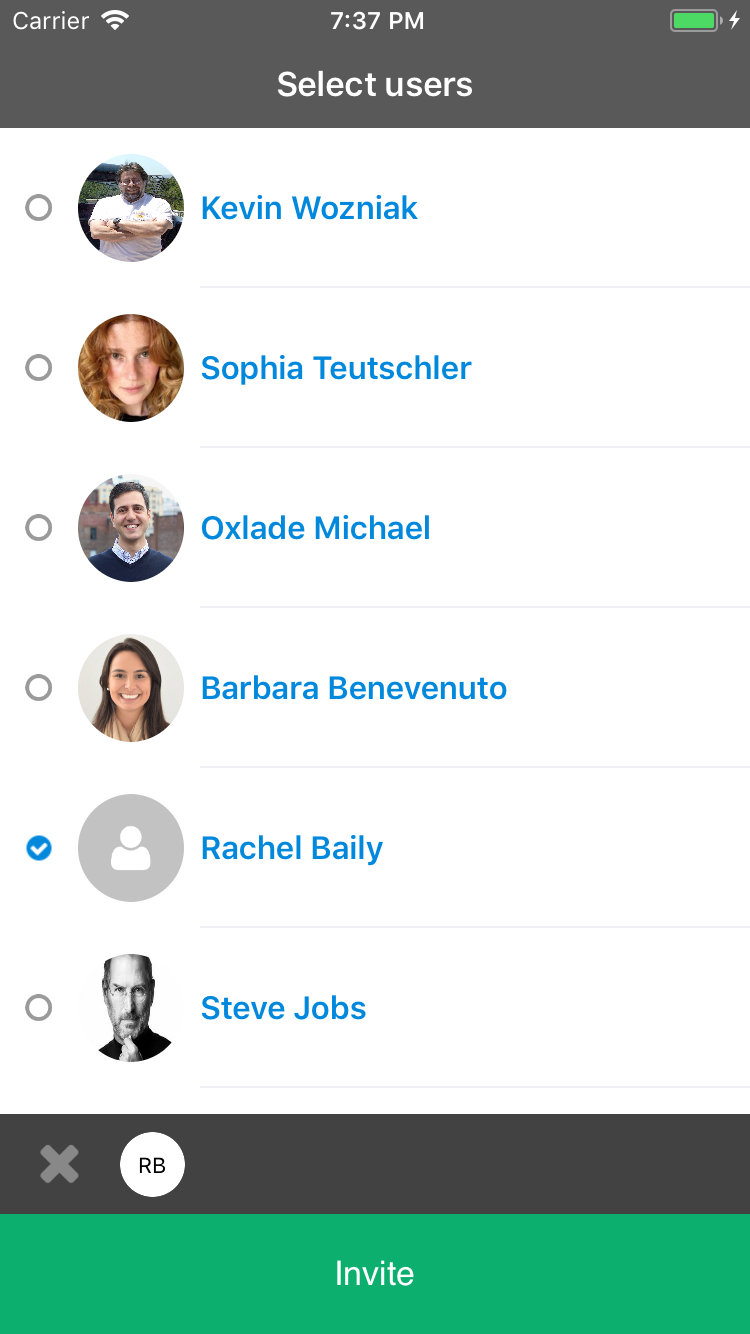 Carrier 7:37 PM
Select users
Kevin Wozniak
Sophia Teutschler
Oxlade Michael
Barbara Benevenuto
Rachel Baily
Steve Jobs
RB
Invite